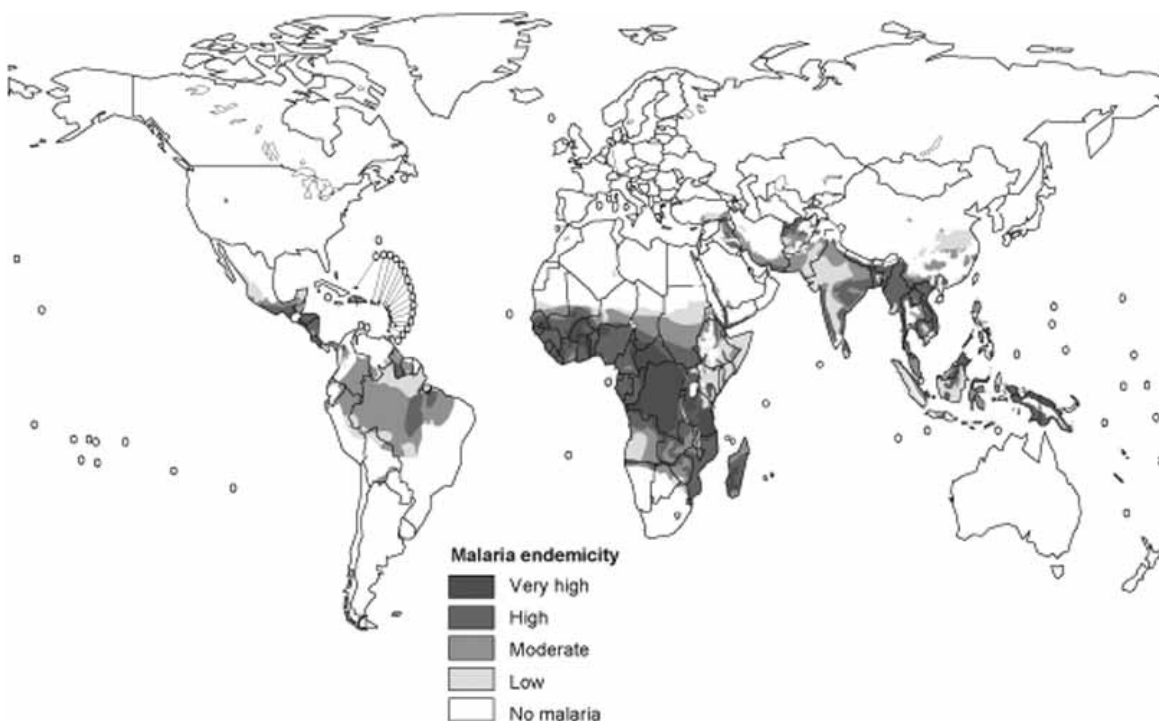 Malaria endemicity
Very high
High
Moderate
Low
No malaria